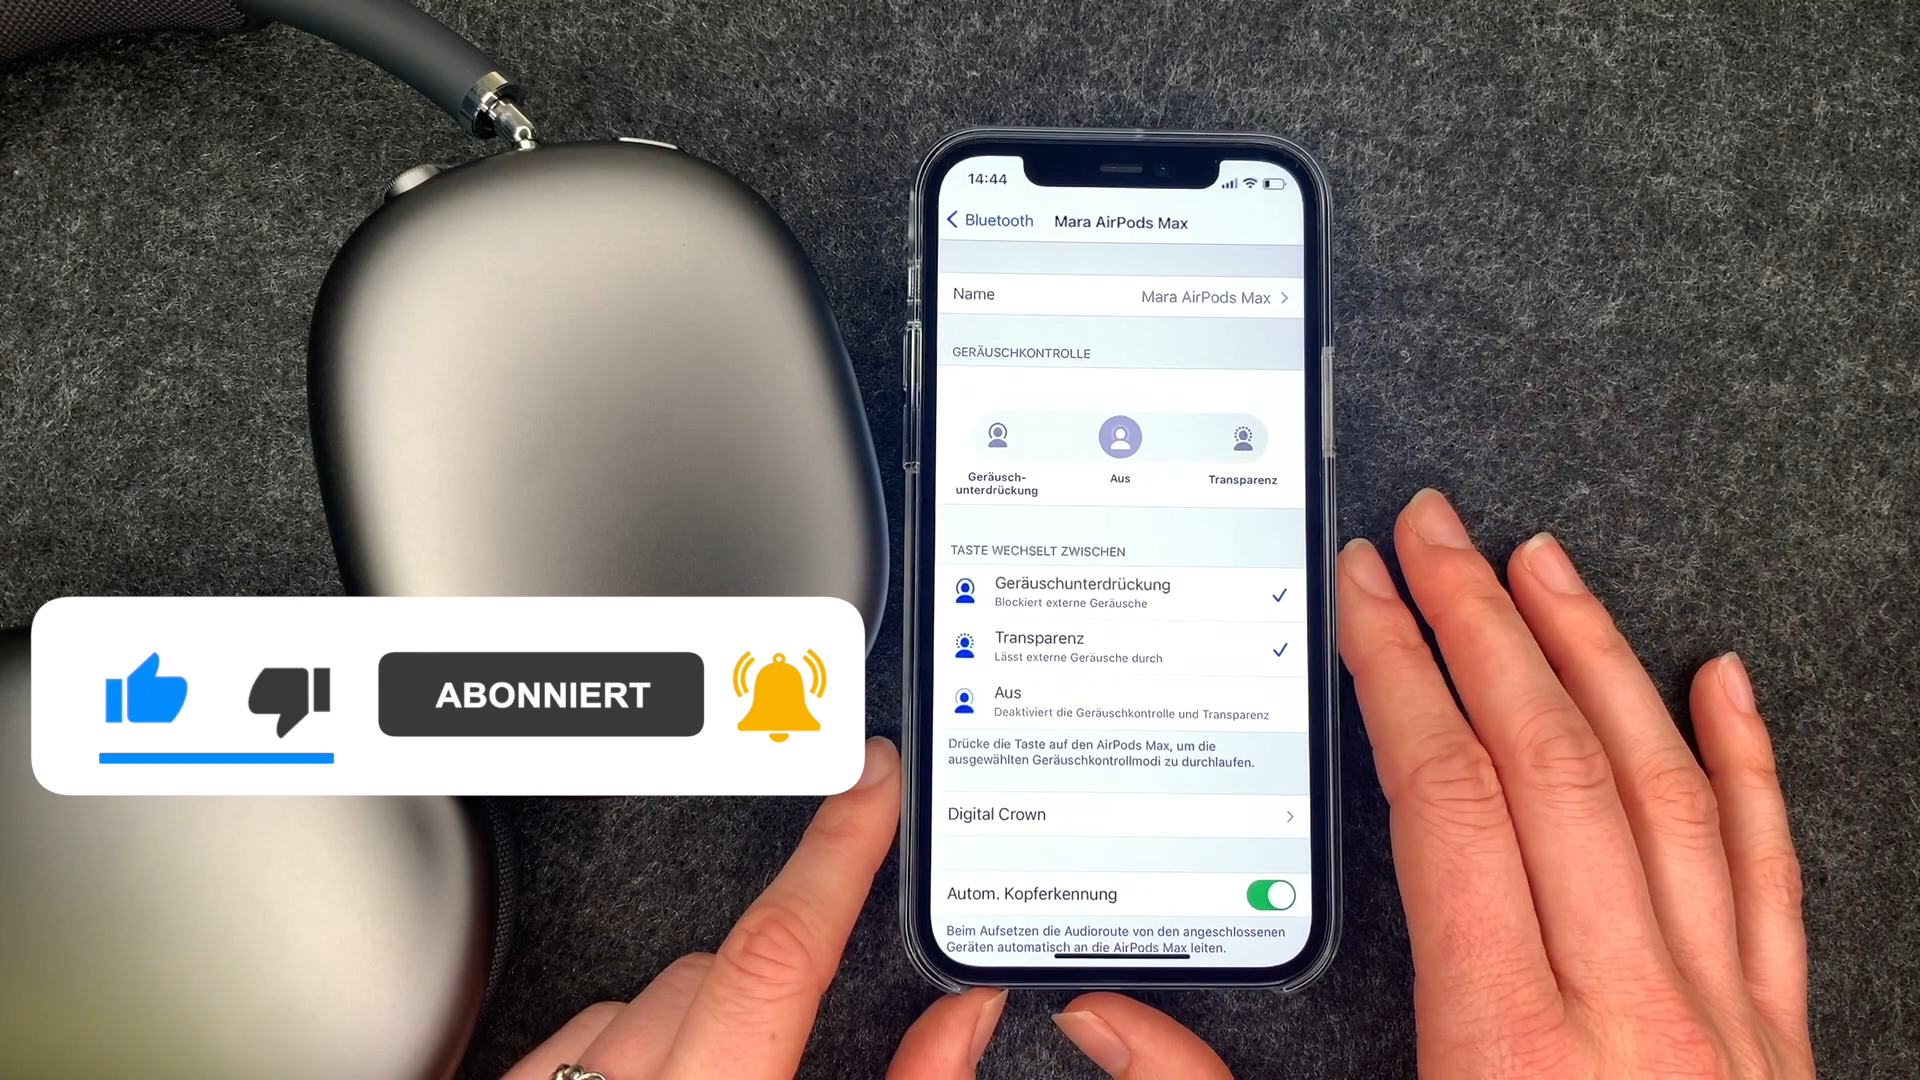 14:44
Bluetooth
Mara AirPods Max
Name
Mara AirPods Max
GERÄUSCHKONTROLLE
Geräusch-
unterdrückung
Aus
Transparenz
TASTE WECHSELT ZWISCHEN
Geräuschunterdrückung
Blockiert externe Geräusche
Transparenz
Lässt externe Geräusche durch
Aus
Deaktiviert die Geräuschkontrolle und Transparenz
Drücke die Taste auf den AirPods Max, um die
ausgewählten Geräuschkontrollmodi zu durchlaufen.
Digital Crown
Autom. Kopferkennung
Beim Aufsetzen die Audioroute von den angeschlossenen
Geräten automatisch an die AirPods Max leiten.
ABONNIERT